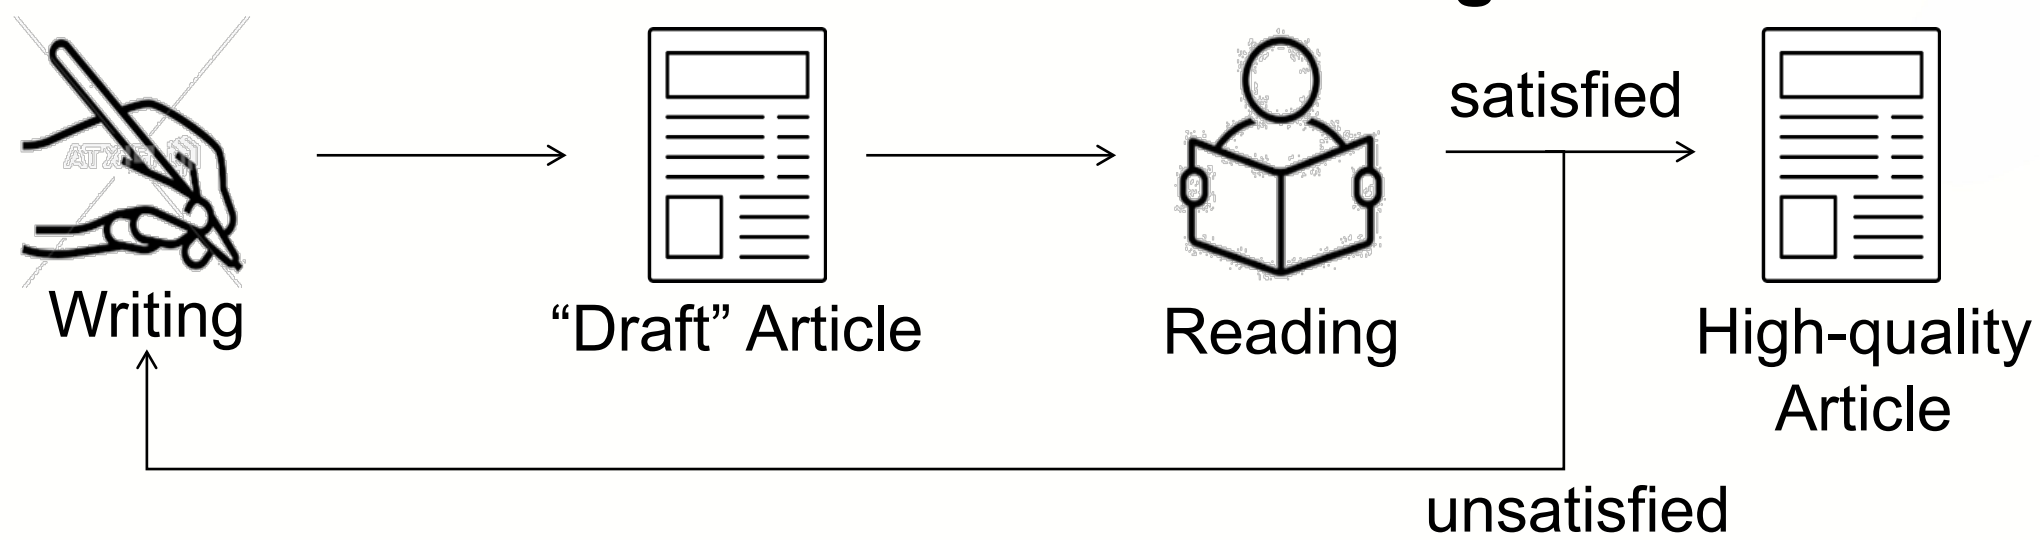 satisfied
Writing
“Draft” Article
Reading
High-quality
Article
unsatisfied